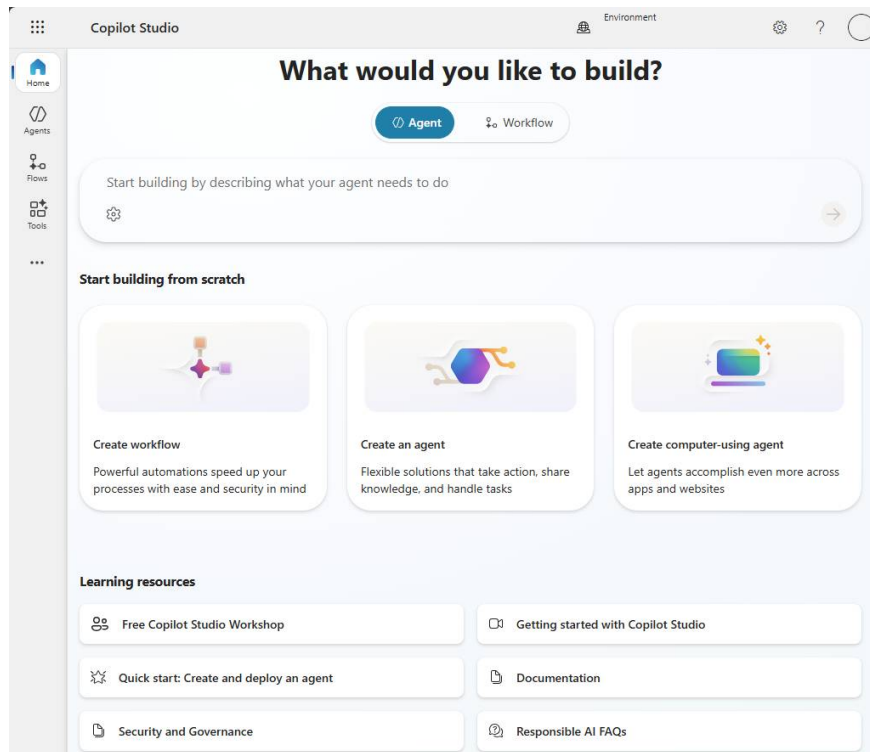 Copilot Studio
Environment
Home
Agents
Flows
Tools
What would you like to build?
Agent
Workflow
Start building by describing what your agent needs to do
Start building from scratch
Create workflow
Powerful automations speed up your
processes with ease and security in mind
Create an agent
Flexible solutions that take action, share
knowledge, and handle tasks
Create computer-using agent
Let agents accomplish even more across
apps and websites
Learning resources
Free Copilot Studio Workshop
Getting started with Copilot Studio
Quick start: Create and deploy an agent
Documentation
Security and Governance
Responsible AI FAQs